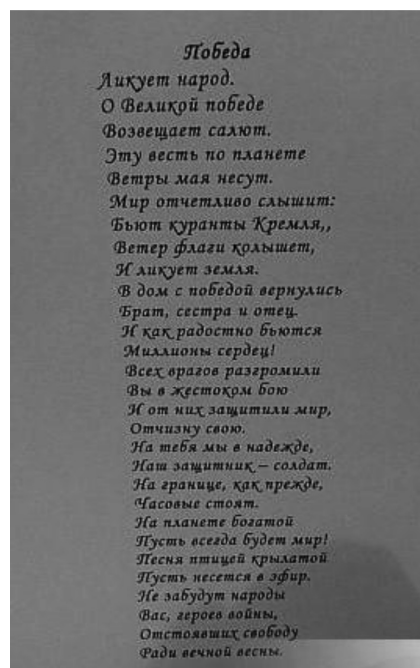 Победа
Ликует народ.
О Великой победе
Возвещает салют.
Эту весть по планете
Ветры мая несут.
Мир отчетливо слышит:
Бьют куранты Кремля,,
Ветер флаги колышет,
И ликует земля.
В дом с победой вернулись
Брат, сестра и отец.
И как радостно бьются
Миллионы сердец!
Всех врагов разгромили
Вы в жестоком бою
И от них защитили мир,
Отчизну свою.
На тебя мы в надежде,
Наш защитник – солдат.
На границе, как прежде,
Часовые стоят.
На планете богатой
Пусть всегда будет мир!
Песня птицей крылатой
Пусть несется в эфир.
Не забудут народы
Вас, героев войны,
Отстоявших свободу
Ради вечной весны.